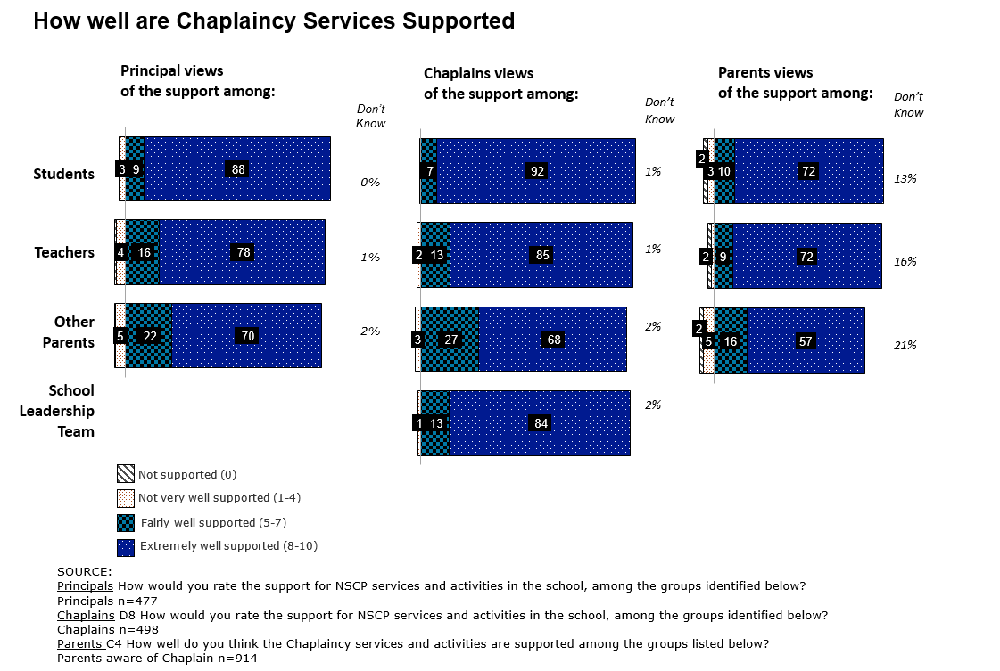 How well are Chaplaincy Services Supported
Principal views
of the support among:
Don't
Know
Chaplains views
of the support among:
Don't
Know
Parents views
of the support among:
Don't
Know
Students
3 9 88
0%
7 92
1%
2
3 10 72
13%
Teachers
4 16 78
1%
2 13 85
1%
2 9 72
16%
Other
Parents
5 22 70
2%
3 27 68
2%
2
5 16 57
21%
School
Leadership
Team
1 13 84
2%
Not supported (0)
Not very well supported (1-4)
Fairly well supported (5-7)
Extremely well supported (8-10)
SOURCE:
Principals How would you rate the support for NSCP services and activities in the school, among the groups identified below?
Principals n=477
Chaplains D8 How would you rate the support for NSCP services and activities in the school, among the groups identified below?
Chaplains n=498
Parents C4 How well do you think the Chaplaincy services and activities are supported among the groups listed below?
Parents aware of Chaplain n=914